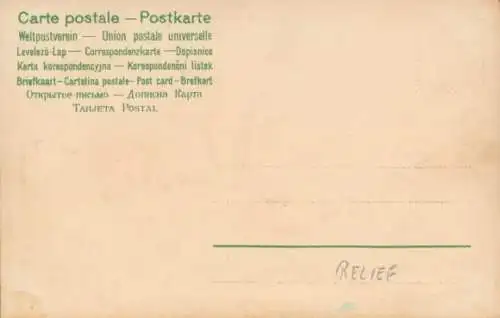 Carte postale — Postkarte
Weltpostverein — Union postale universelle
Levelező-Lap — Correspondenzkarte — Dopisnice
Karta korespondencyjna — Korespondenční lístek
Briefkaart — Cartolina postale — Post card — Brefkort
Открытое письмо — Дописна Карта
Tarjeta Postal
RELIEF